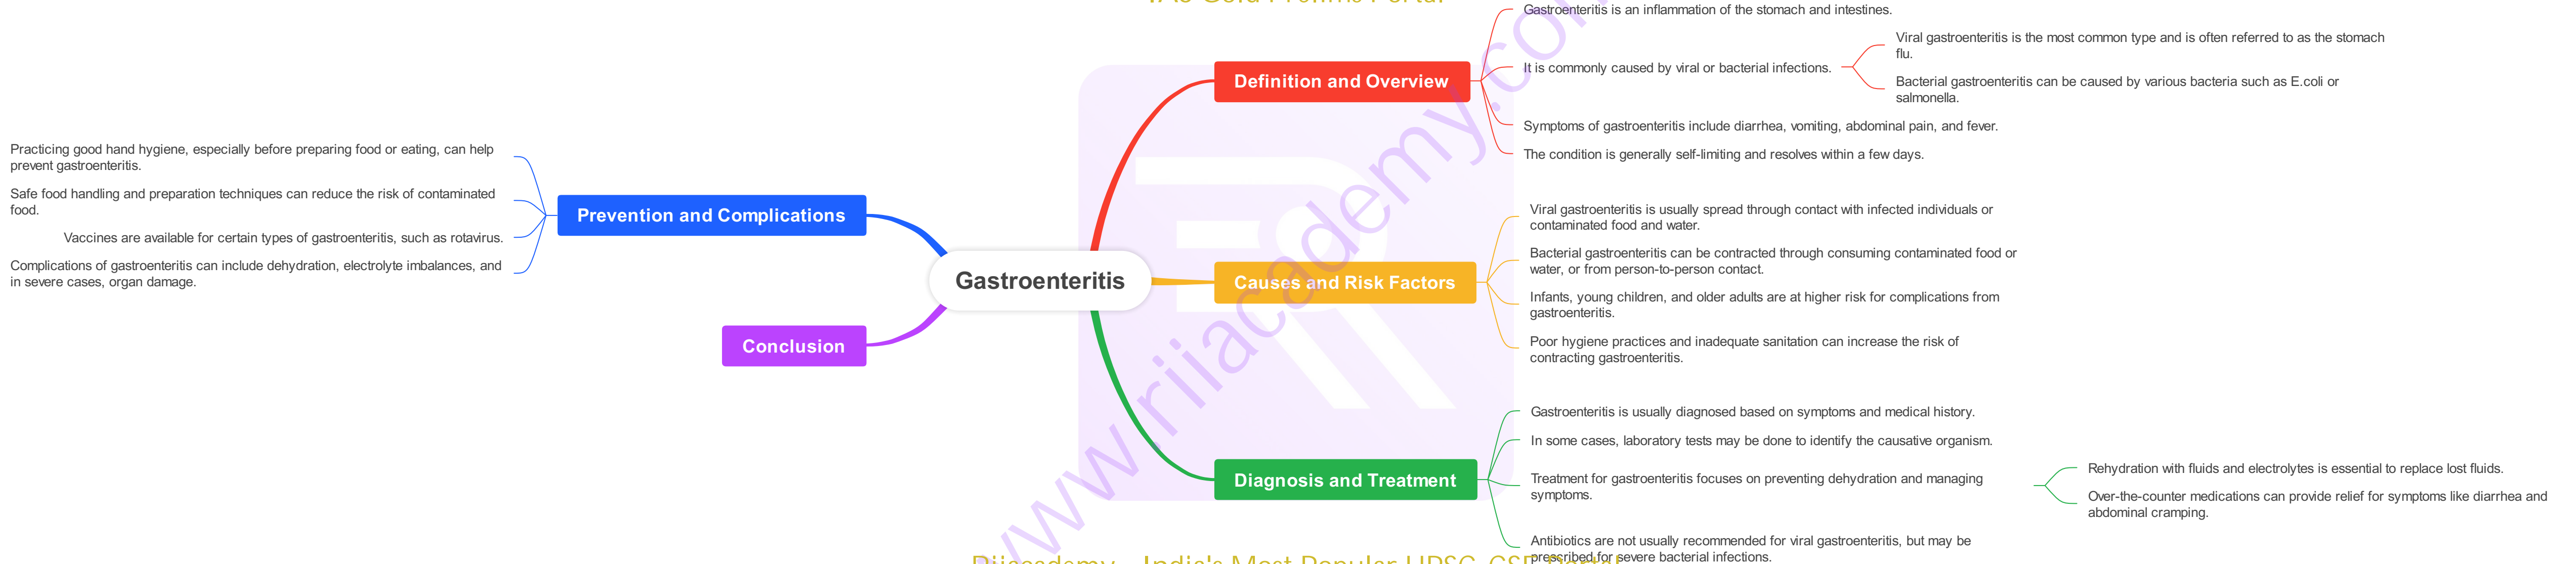 Gastroenteritis
Definition and Overview
Gastroenteritis is an inflammation of the stomach and intestines.
It is commonly caused by viral or bacterial infections.
Viral gastroenteritis is the most common type and is often referred to as the stomach
flu.
Bacterial gastroenteritis can be caused by various bacteria such as E.coli or
salmonella.
Symptoms of gastroenteritis include diarrhea, vomiting, abdominal pain, and fever.
The condition is generally self-limiting and resolves within a few days.
Causes and Risk Factors
Viral gastroenteritis is usually spread through contact with infected individuals or
contaminated food and water.
Bacterial gastroenteritis can be contracted through consuming contaminated food or
water, or from person-to-person contact.
Infants, young children, and older adults are at higher risk for complications from
gastroenteritis.
Poor hygiene practices and inadequate sanitation can increase the risk of
contracting gastroenteritis.
Diagnosis and Treatment
Gastroenteritis is usually diagnosed based on symptoms and medical history.
In some cases, laboratory tests may be done to identify the causative organism.
Treatment for gastroenteritis focuses on preventing dehydration and managing
symptoms.
Rehydration with fluids and electrolytes is essential to replace lost fluids.
Over-the-counter medications can provide relief for symptoms like diarrhea and
abdominal cramping.
Antibiotics are not usually recommended for viral gastroenteritis, but may be
prescribed for severe bacterial infections.
Prevention and Complications
Practicing good hand hygiene, especially before preparing food or eating, can help
prevent gastroenteritis.
Safe food handling and preparation techniques can reduce the risk of contaminated
food.
Vaccines are available for certain types of gastroenteritis, such as rotavirus.
Complications of gastroenteritis can include dehydration, electrolyte imbalances, and
in severe cases, organ damage.
Conclusion
www.riiacademy.com
India's Most Popular UPSC-CSE Portal